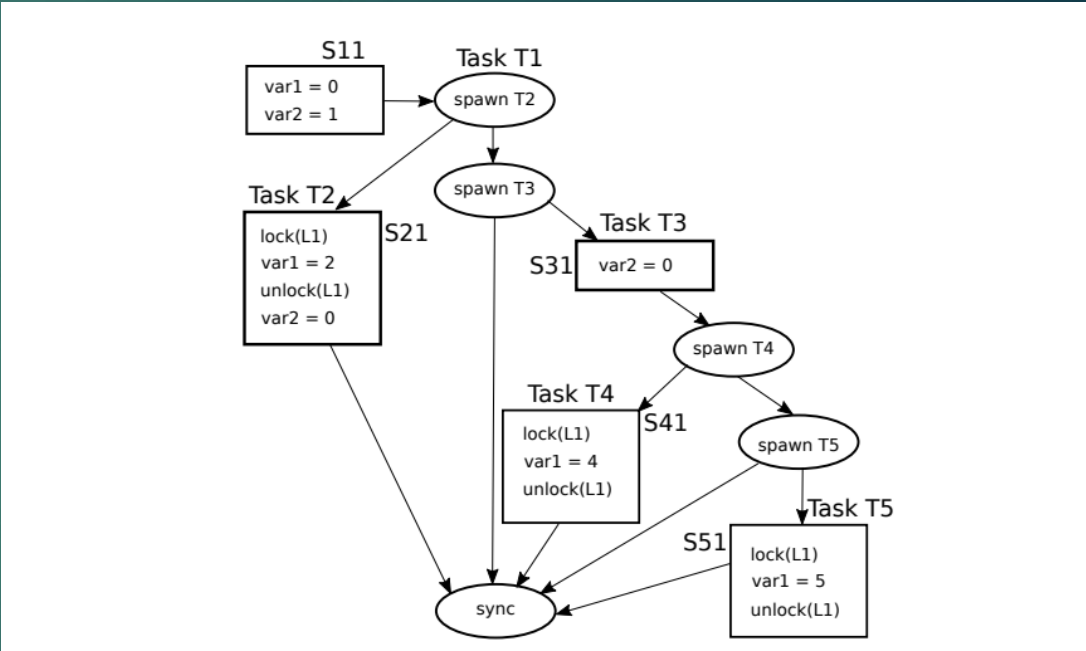 S11
Task T1
var1 = 0
var2 = 1
spawn T2
spawn T3
Task T2
S21
lock(L1)
var1 = 2
unlock(L1)
var2 = 0
Task T3
S31
var2 = 0
spawn T4
Task T4
S41
lock(L1)
var1 = 4
unlock(L1)
spawn T5
Task T5
S51
lock(L1)
var1 = 5
unlock(L1)
sync